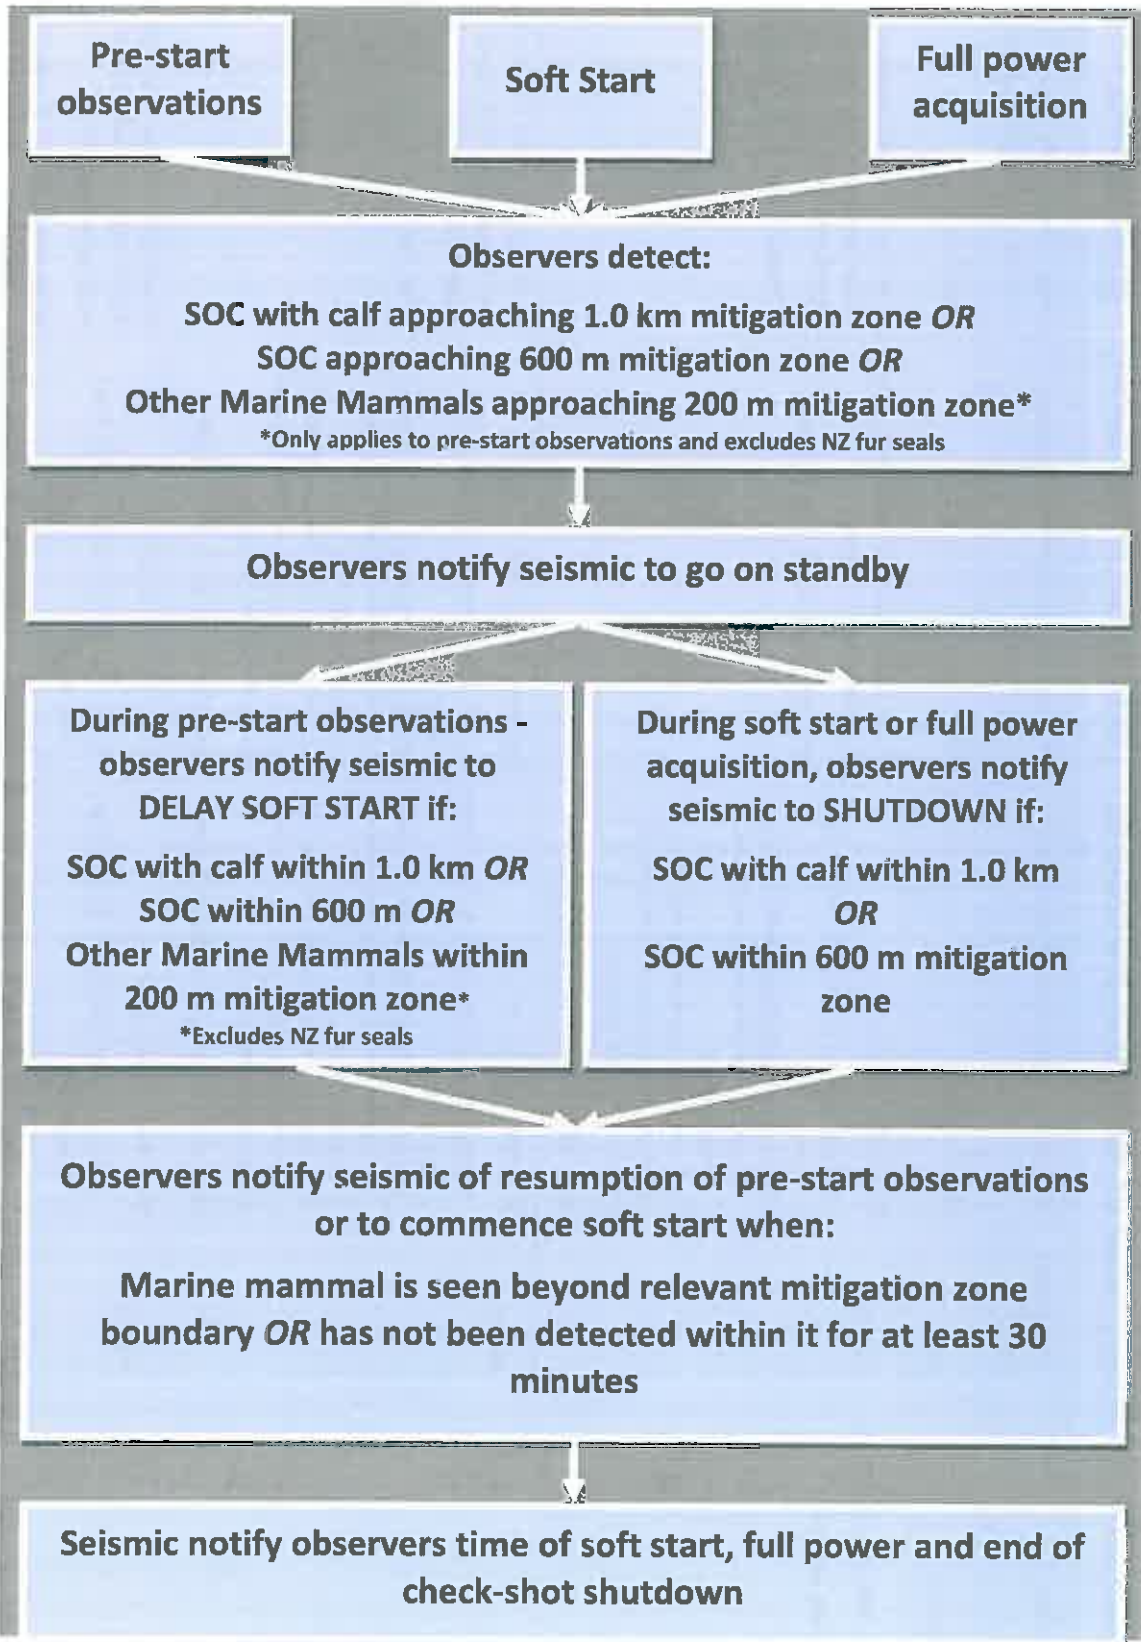 Pre-start
observations
Soft Start
Full power
acquisition
Observers detect:
SOC with calf approaching 1.0 km mitigation zone OR
SOC approaching 600 m mitigation zone OR
Other Marine Mammals approaching 200 m mitigation zone*
*Only applies to pre-start observations and excludes NZ fur seals
Observers notify seismic to go on standby
During pre-start observations -
observers notify seismic to
DELAY SOFT START if:
SOC with calf within 1.0 km OR
SOC within 600 m OR
Other Marine Mammals within
200 m mitigation zone*
*Excludes NZ fur seals
During soft start or full power
acquisition, observers notify
seismic to SHUTDOWN if:
SOC with calf within 1.0 km
OR
SOC within 600 m mitigation
zone
Observers notify seismic of resumption of pre-start observations
or to commence soft start when:
Marine mammal is seen beyond relevant mitigation zone
boundary OR has not been detected within it for at least 30
minutes
Seismic notify observers time of soft start, full power and end of
check-shot shutdown